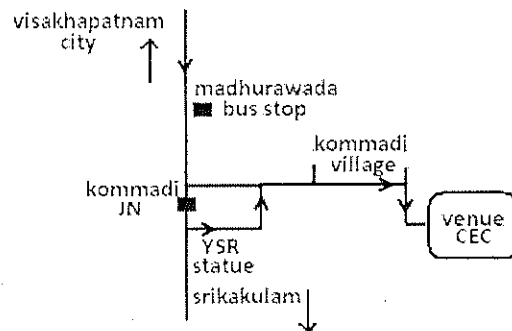 visakhapatnam
city
madhurawada
bus stop
kommadi
village
kommadi
JN
venue
CEC
YSR
statue
srikakulam